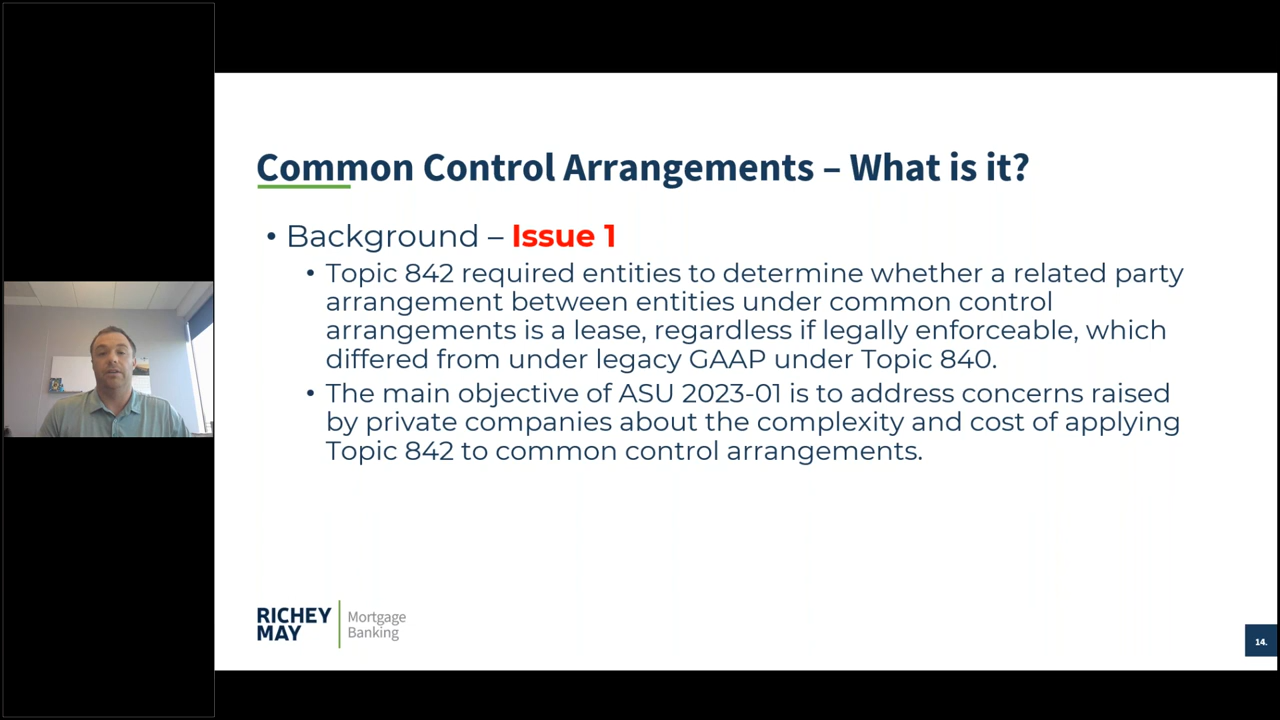 Common Control Arrangements – What is it?
• Background – Issue 1
• Topic 842 required entities to determine whether a related party
arrangement between entities under common control
arrangements is a lease, regardless if legally enforceable, which
differed from under legacy GAAP under Topic 840.
• The main objective of ASU 2023-01 is to address concerns raised
by private companies about the complexity and cost of applying
Topic 842 to common control arrangements.
RICHEY
MAY
Mortgage
Banking
14.